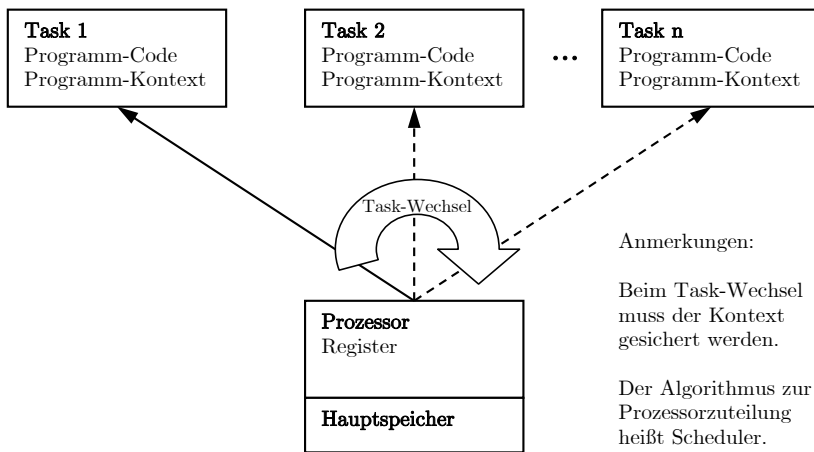 Task 1
Programm-Code
Programm-Kontext
Task 2
Programm-Code
Programm-Kontext
...
Task n
Programm-Code
Programm-Kontext
Task-Wechsel
Prozessor
Register
Hauptspeicher
Anmerkungen:
Beim Task-Wechsel
muss der Kontext
gesichert werden.
Der Algorithmus zur
Prozessorzuteilung
heißt Scheduler.